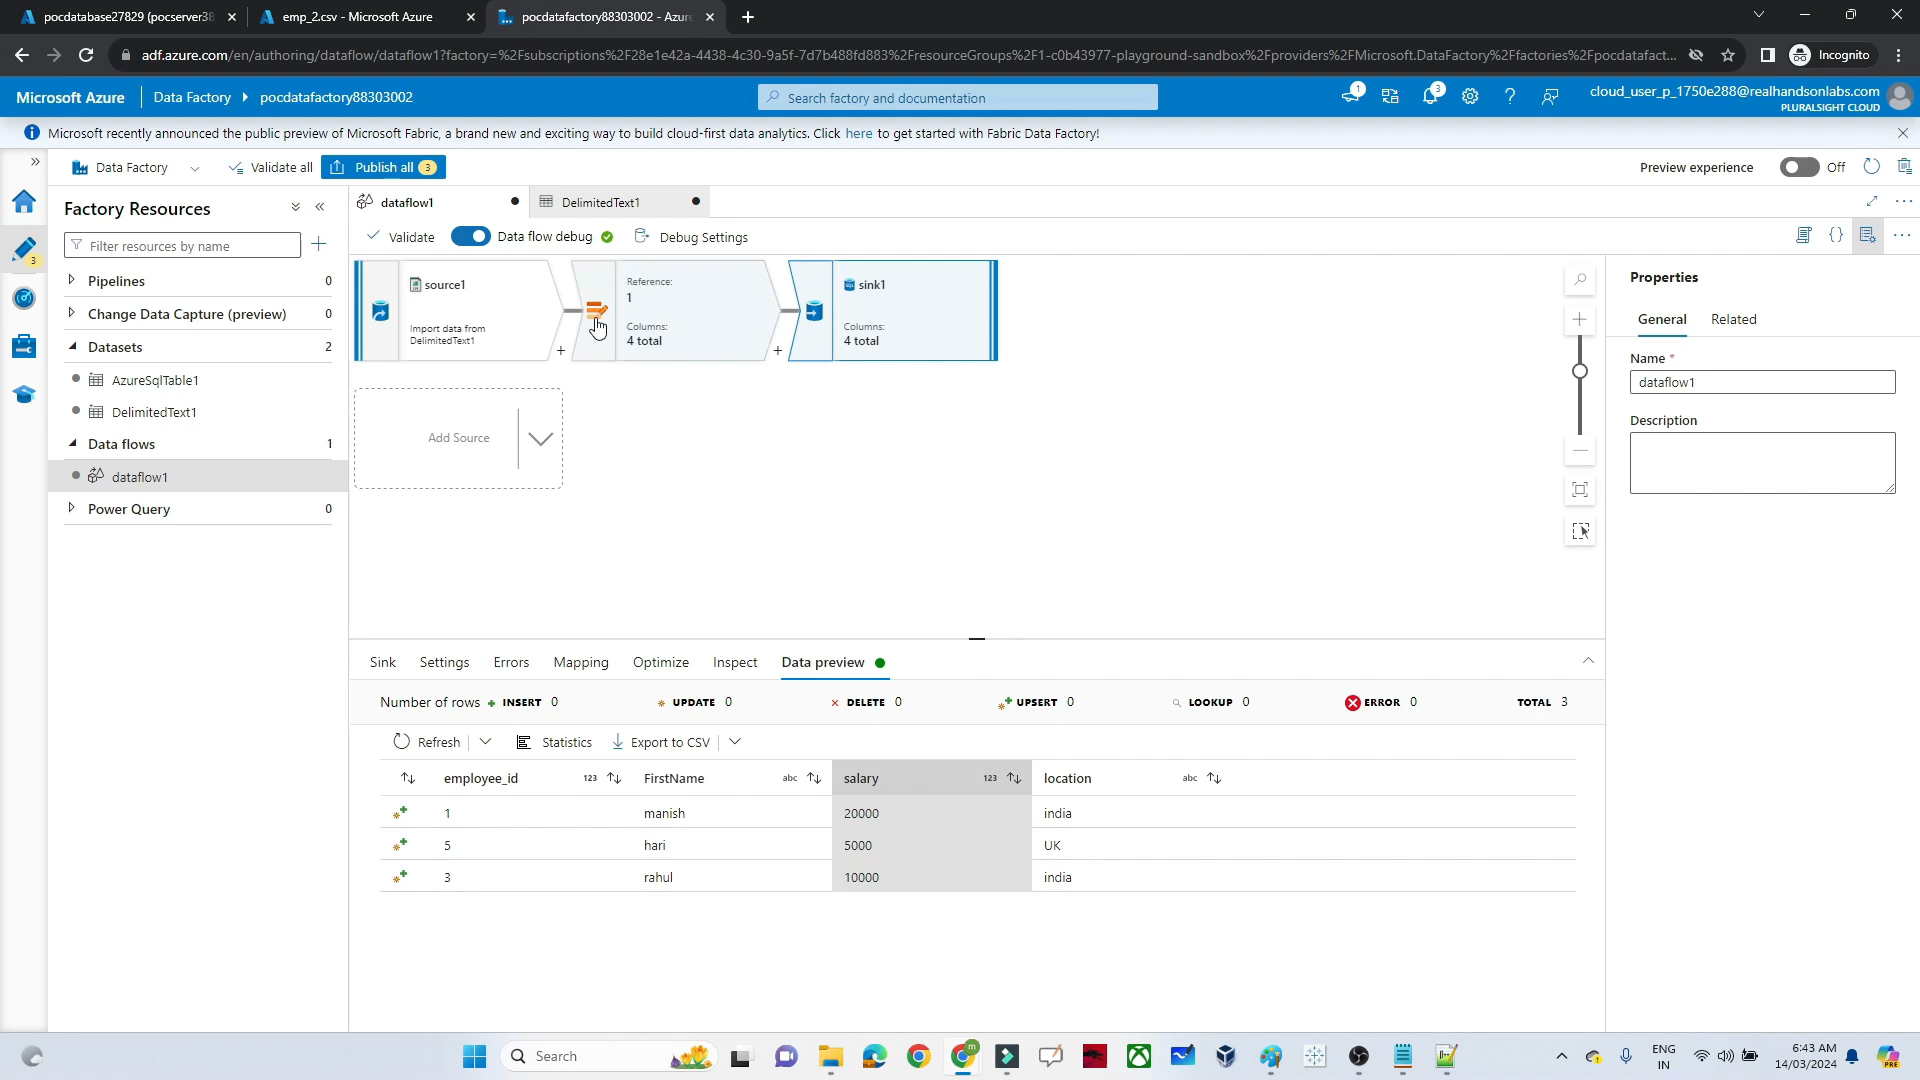 pocdatabase27829 (pocserver38
emp_2.csv - Microsoft Azure
pocdatafactory88303002 - Azure
adf.azure.com/en/authoring/dataflow/dataflow1?factory=%2Fsubscriptions%2F28e1e42a-4438-4c30-9a5f-7d7b488fd883%2FresourceGroups%2F1-c0b43977-playground-sandbox%2Fproviders%2FMicrosoft.DataFactory%2Ffactories%2Fpocdatafact...
Incognito
Microsoft Azure
Data Factory
pocdatafactory88303002
Search factory and documentation
1
3
cloud_user_p_1750e288@realhandsonlabs.com
PLURALSIGHT CLOUD
Microsoft recently announced the public preview of Microsoft Fabric, a brand new and exciting way to build cloud-first data analytics. Click here to get started with Fabric Data Factory!
Data Factory
Validate all
Publish all 3
Preview experience
Off
Factory Resources
dataflow1
DelimitedText1
Filter resources by name
3
Validate
Data flow debug
Debug Settings
Pipelines 0
Change Data Capture (preview) 0
Datasets 2
AzureSqlTable1
DelimitedText1
Data flows 1
dataflow1
Power Query 0
source1
Import data from
DelimitedText1
Reference:
1
Columns:
4 total
sink1
Columns:
4 total
+
+
Add Source
Properties
General
Related
Name *
dataflow1
Description
Sink
Settings
Errors
Mapping
Optimize
Inspect
Data preview
Number of rows + INSERT 0
UPDATE 0
DELETE 0
UPSERT 0
LOOKUP 0
ERROR 0
TOTAL 3
Refresh
Statistics
Export to CSV
employee_id 123
FirstName abc
salary 123
location abc
1 manish 20000 india
5 hari 5000 UK
3 rahul 10000 india
Search
m
ENG
IN
6:43 AM
14/03/2024
PRE